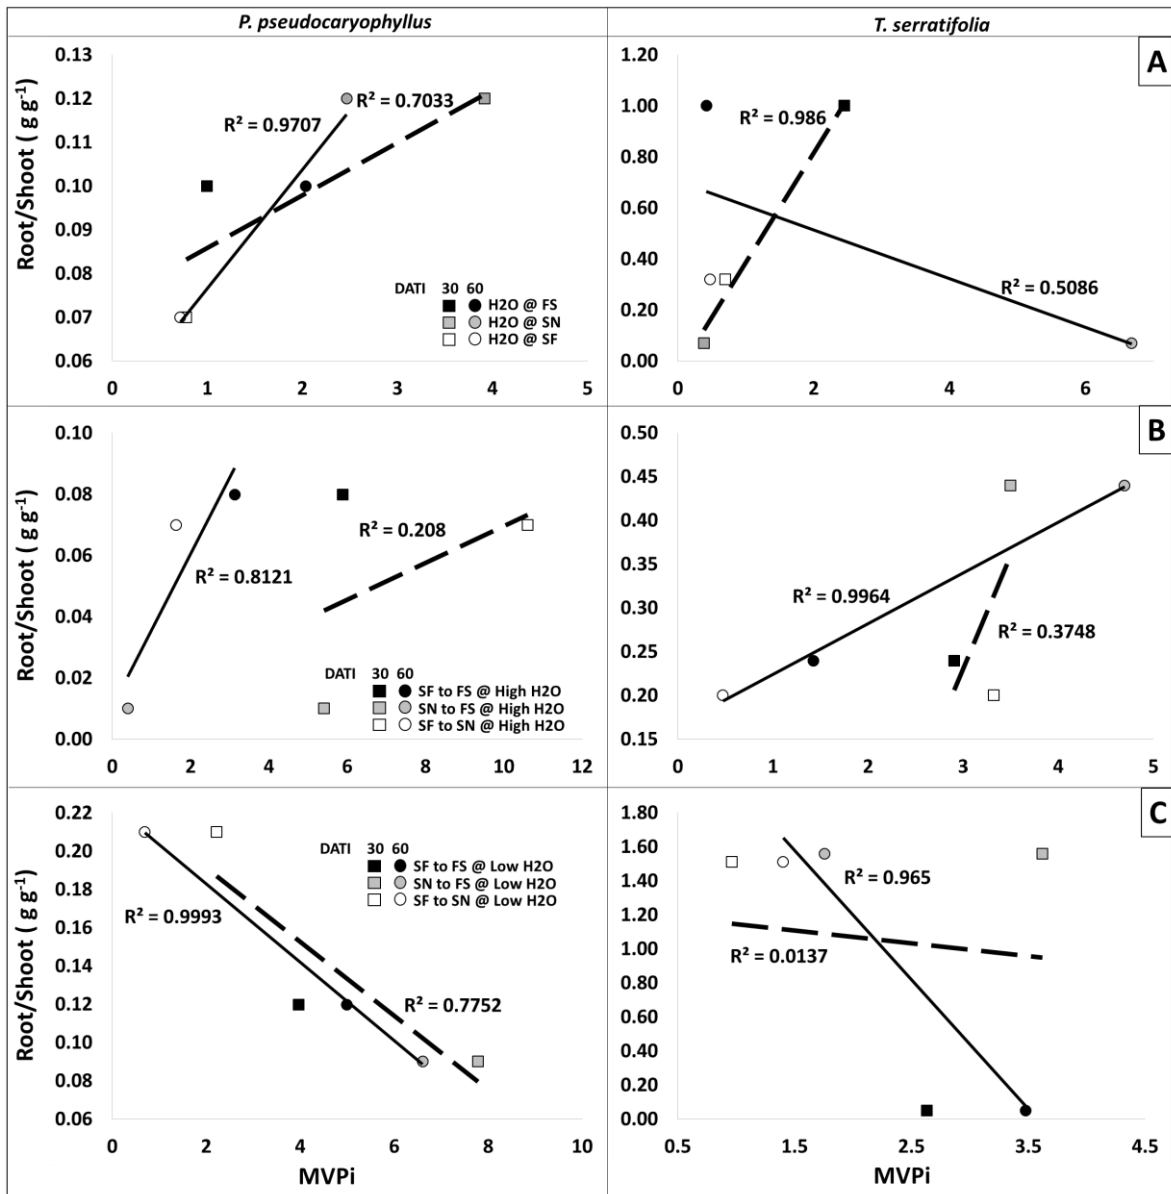 P. pseudocaryophyllus
T. serratifolia
A
Root/Shoot ( g g-1)
0.13
0.12
0.11
0.10
0.09
0.08
0.07
0.06
0 1 2 3 4 5
R² = 0.9707
R² = 0.7033
DATI 30 60
H2O @ FS
H2O @ SN
H2O @ SF
1.20
1.00
0.80
0.60
0.40
0.20
0.00
0 2 4 6
R² = 0.986
R² = 0.5086
B
Root/Shoot ( g g-1)
0.10
0.08
0.06
0.04
0.02
0.00
0 2 4 6 8 10 12
R² = 0.208
R² = 0.8121
DATI 30 60
SF to FS @ High H2O
SN to FS @ High H2O
SF to SN @ High H2O
0.50
0.45
0.40
0.35
0.30
0.25
0.20
0.15
0 1 2 3 4 5
R² = 0.9964
R² = 0.3748
C
Root/Shoot ( g g-1)
0.22
0.20
0.18
0.16
0.14
0.12
0.10
0.08
0.06
0 2 4 6 8 10
MVPi
R² = 0.9993
R² = 0.7752
DATI 30 60
SF to FS @ Low H2O
SN to FS @ Low H2O
SF to SN @ Low H2O
1.80
1.60
1.40
1.20
1.00
0.80
0.60
0.40
0.20
0.00
0.5 1.5 2.5 3.5 4.5
MVPi
R² = 0.965
R² = 0.0137